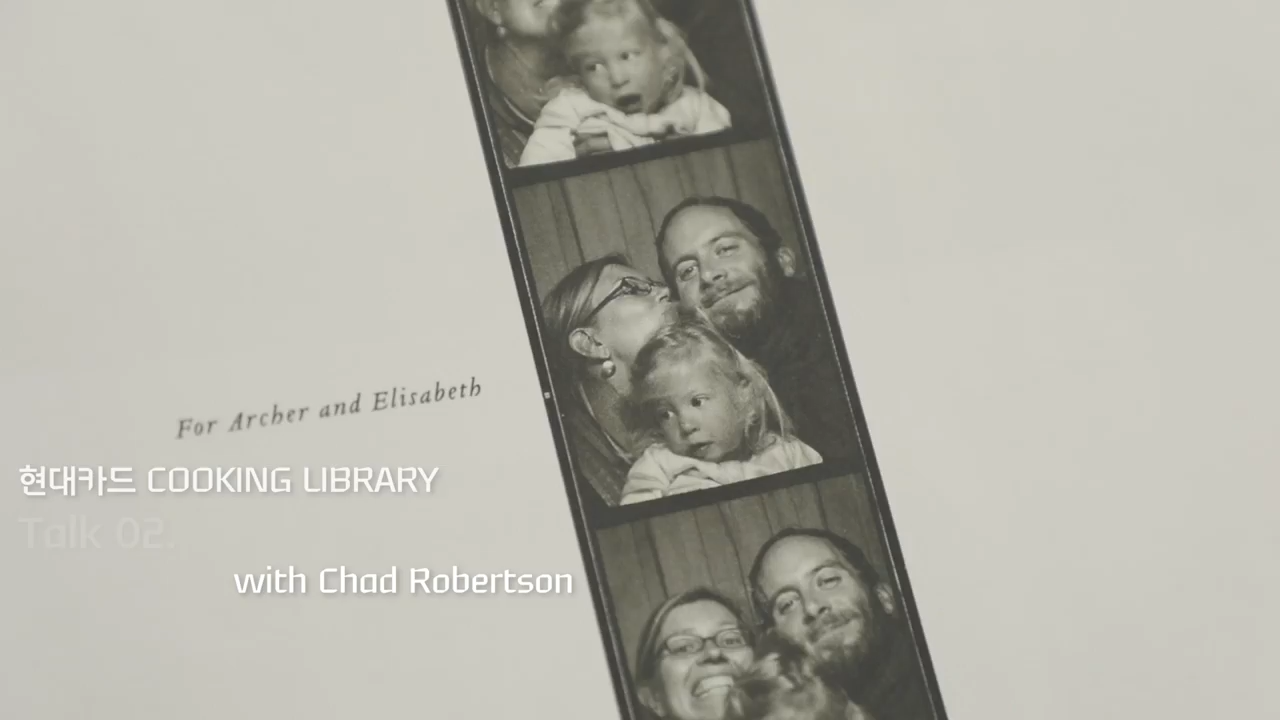 For Archer and Elisabeth
현대카드 COOKING LIBRARY
Talk 02.
with Chad Robertson